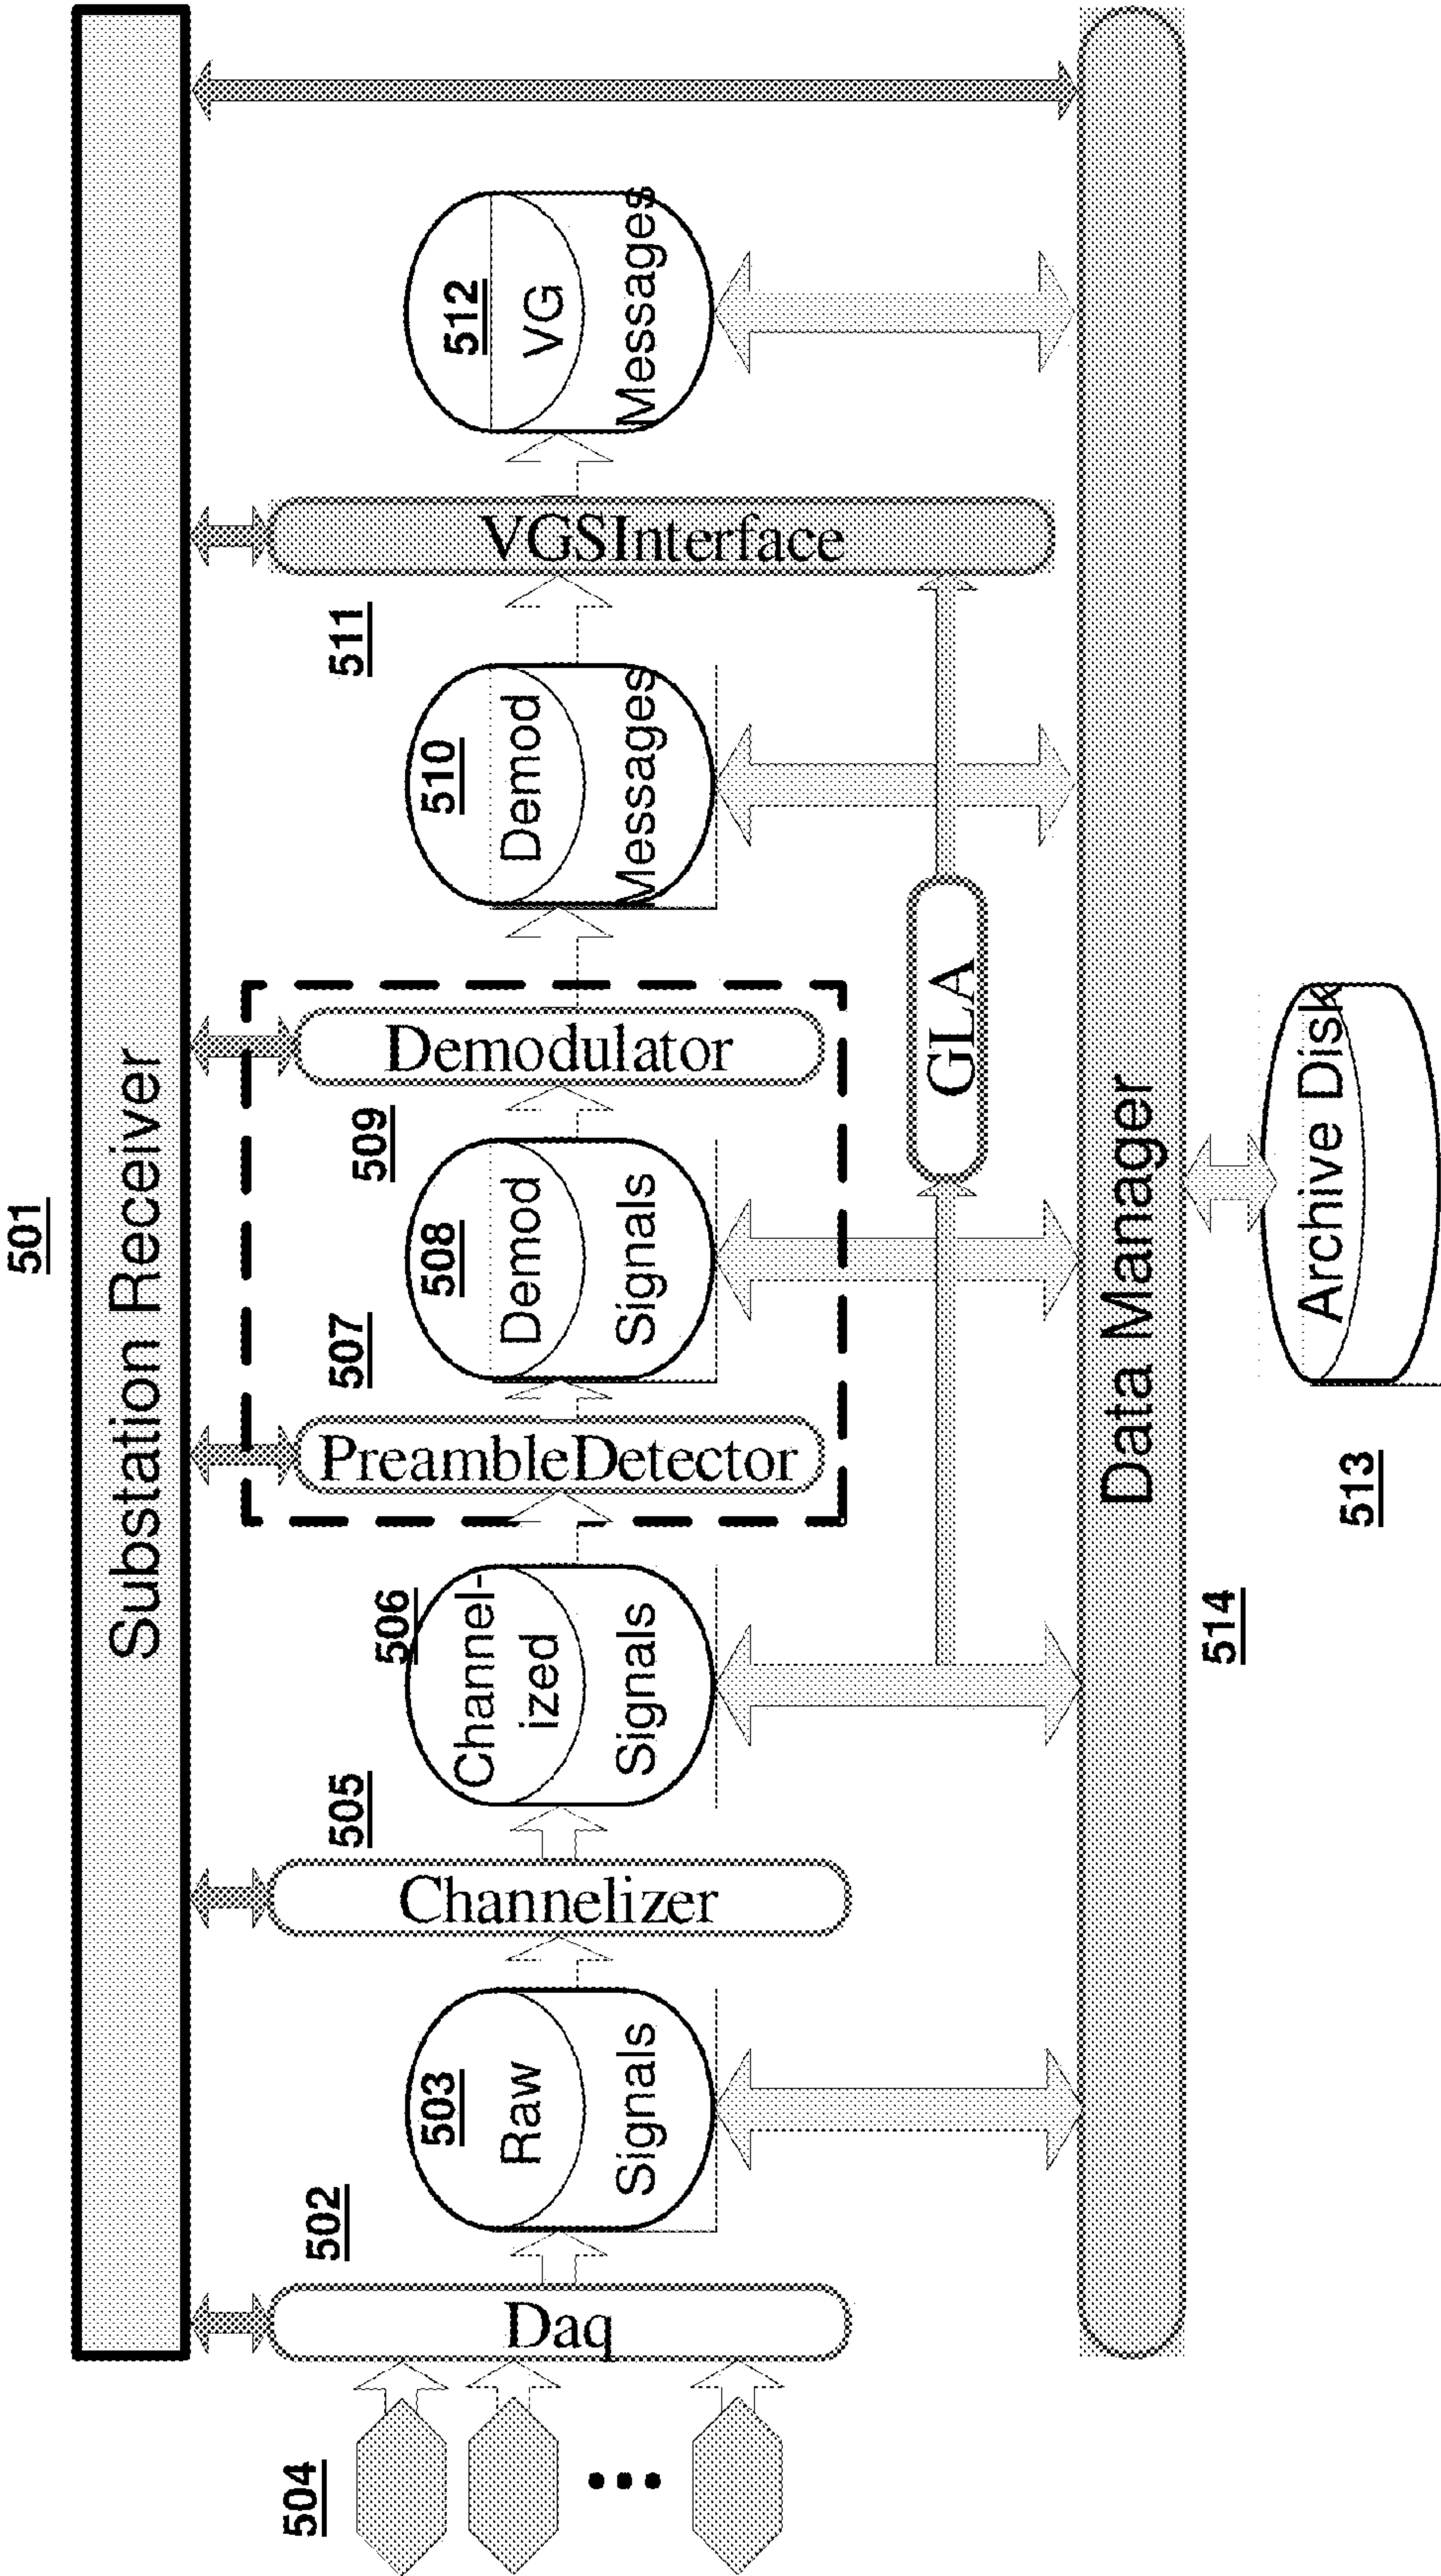 501
Substation Receiver
504
502
Daq
503
Raw
Signals
505
Channelizer
506
Channel-
ized
Signals
507
PreambleDetector
508
Demod
Signals
509
Demodulator
510
Demod
Messages
511
VGSInterface
512
VG
Messages
GLA
Data Manager
514
513
Archive Disk